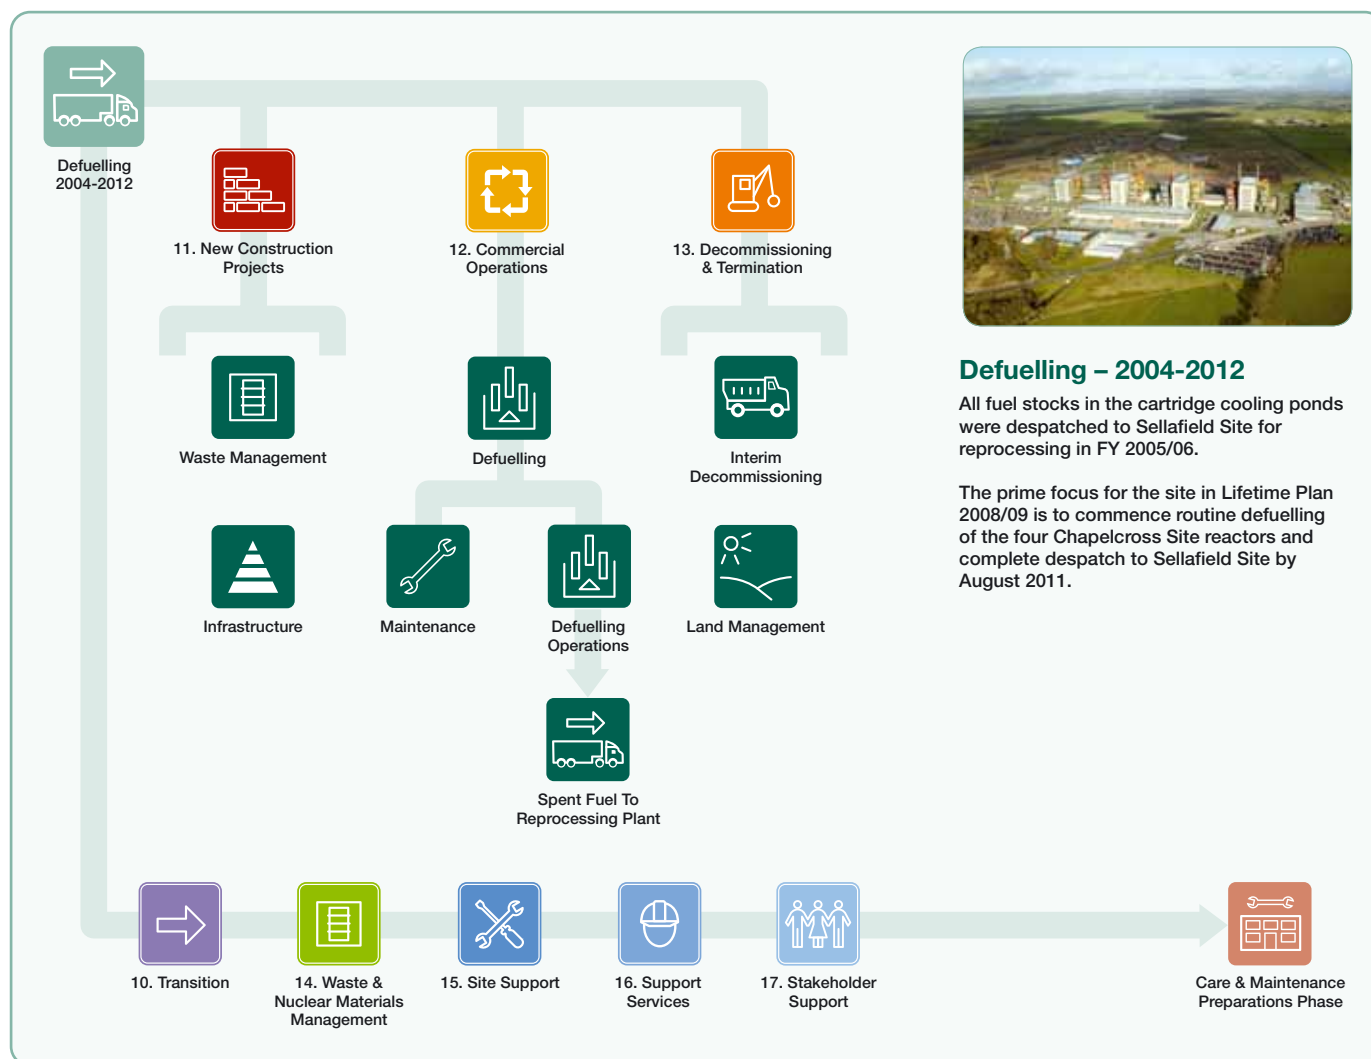 Defuelling
2004-2012
11. New Construction
Projects
12. Commercial
Operations
13. Decommissioning
& Termination
Waste Management
Defuelling
Interim
Decommissioning
Infrastructure
Maintenance
Defuelling
Operations
Land Management
Spent Fuel To
Reprocessing Plant
10. Transition
14. Waste &
Nuclear Materials
Management
15. Site Support
16. Support
Services
17. Stakeholder
Support
Care & Maintenance
Preparations Phase
Defuelling – 2004-2012
All fuel stocks in the cartridge cooling ponds
were despatched to Sellafield Site for
reprocessing in FY 2005/06.
The prime focus for the site in Lifetime Plan
2008/09 is to commence routine defuelling
of the four Chapelcross Site reactors and
complete despatch to Sellafield Site by
August 2011.